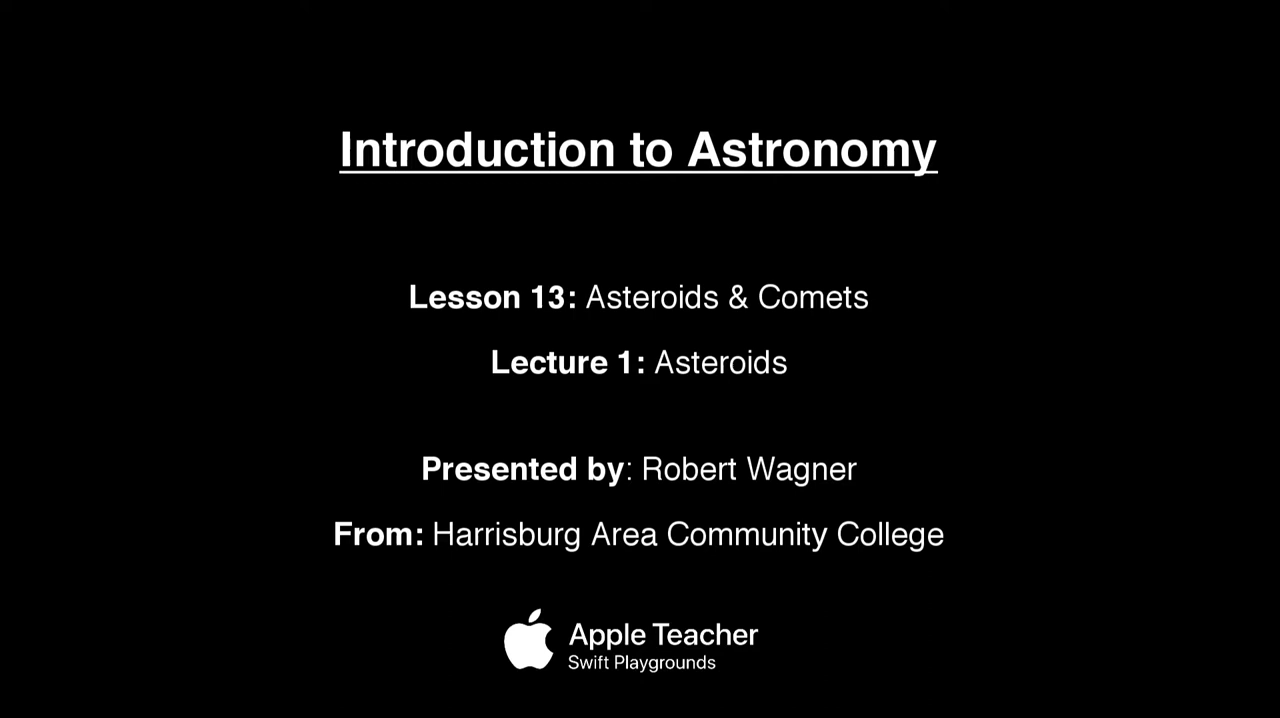 Introduction to Astronomy
Lesson 13: Asteroids & Comets
Lecture 1: Asteroids
Presented by: Robert Wagner
From: Harrisburg Area Community College
Apple Teacher
Swift Playgrounds